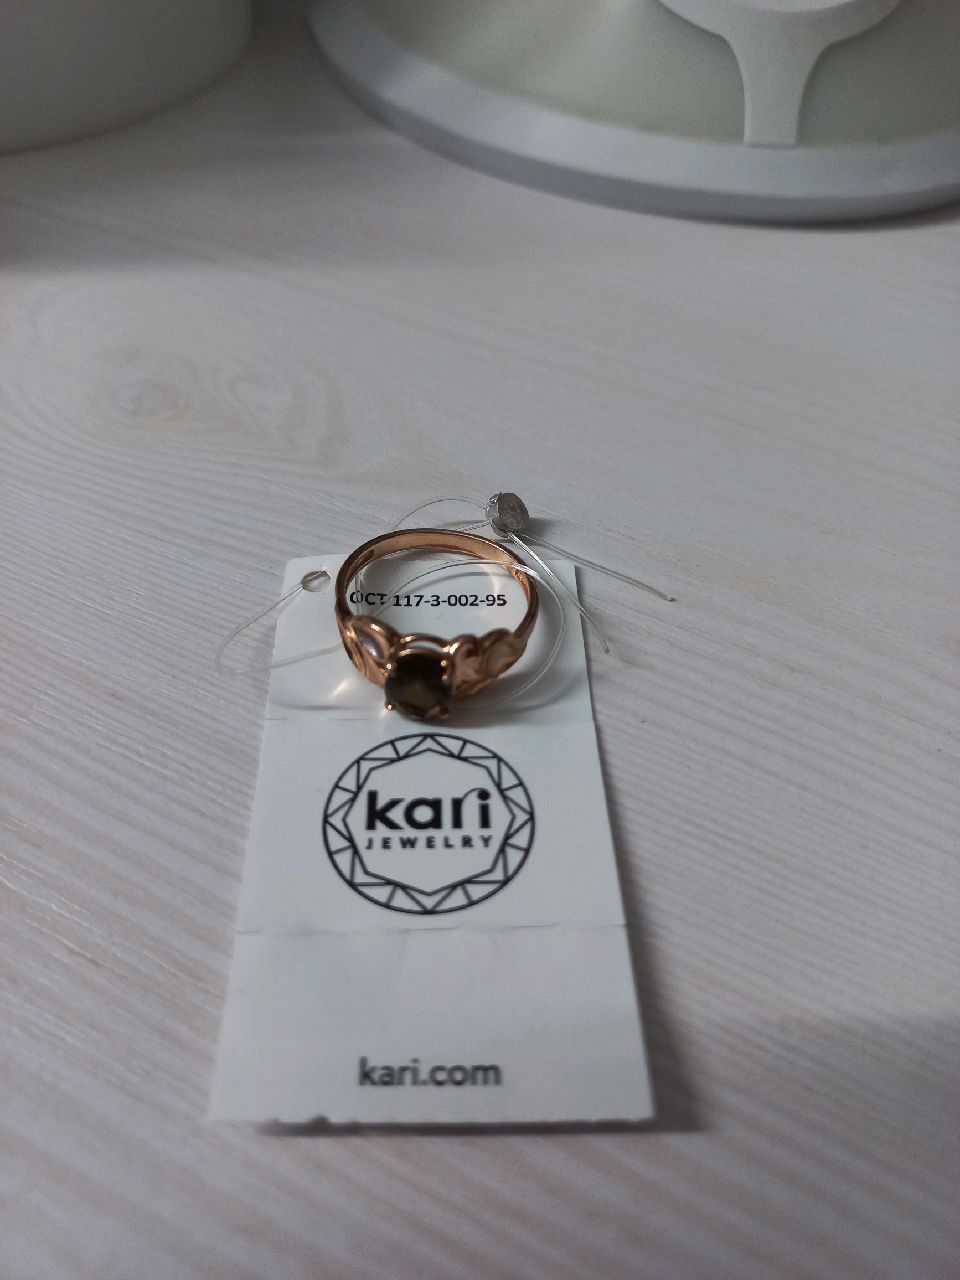 ОСТ 117-3-002-95
kari
JEWELRY
kari.com